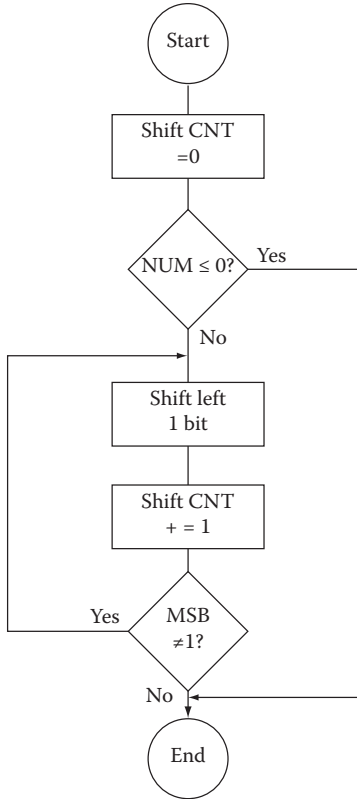 Start
Shift CNT
=0
NUM ≤ 0?
Yes
No
Shift left
1 bit
Shift CNT
+ = 1
Yes
MSB
≠1?
No
End